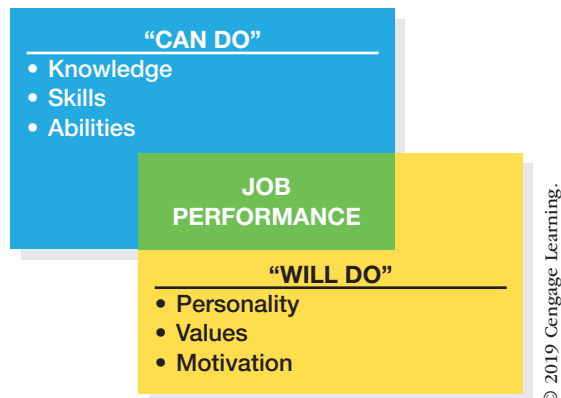 “CAN DO”
• Knowledge
• Skills
• Abilities
JOB
PERFORMANCE
“WILL DO”
• Personality
• Values
• Motivation
© 2019 Cengage Learning.